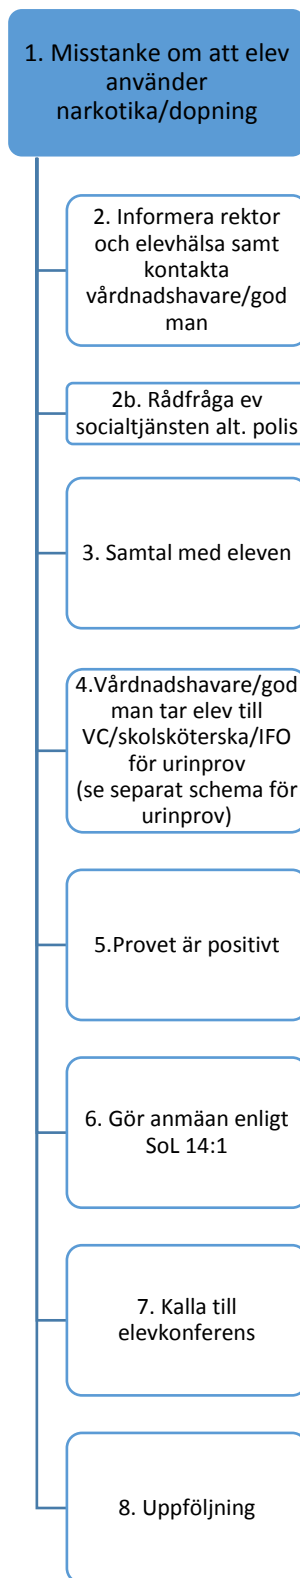 1. Misstanke om att elev
använder
narkotika/dopning
2. Informera rektor
och elevhälsa samt
kontakta
vårdnadshavare/god
man
2b. Rådfråga ev
socialtjänsten alt. polis
3. Samtal med eleven
4.Vårdnadshavare/god
man tar elev till
VC/skolsköterska/IFO
för urinprov
(se separat schema för
urinprov)
5.Provet är positivt
6. Gör anmäan enligt
SoL 14:1
7. Kalla till
elevkonferens
8. Uppföljning